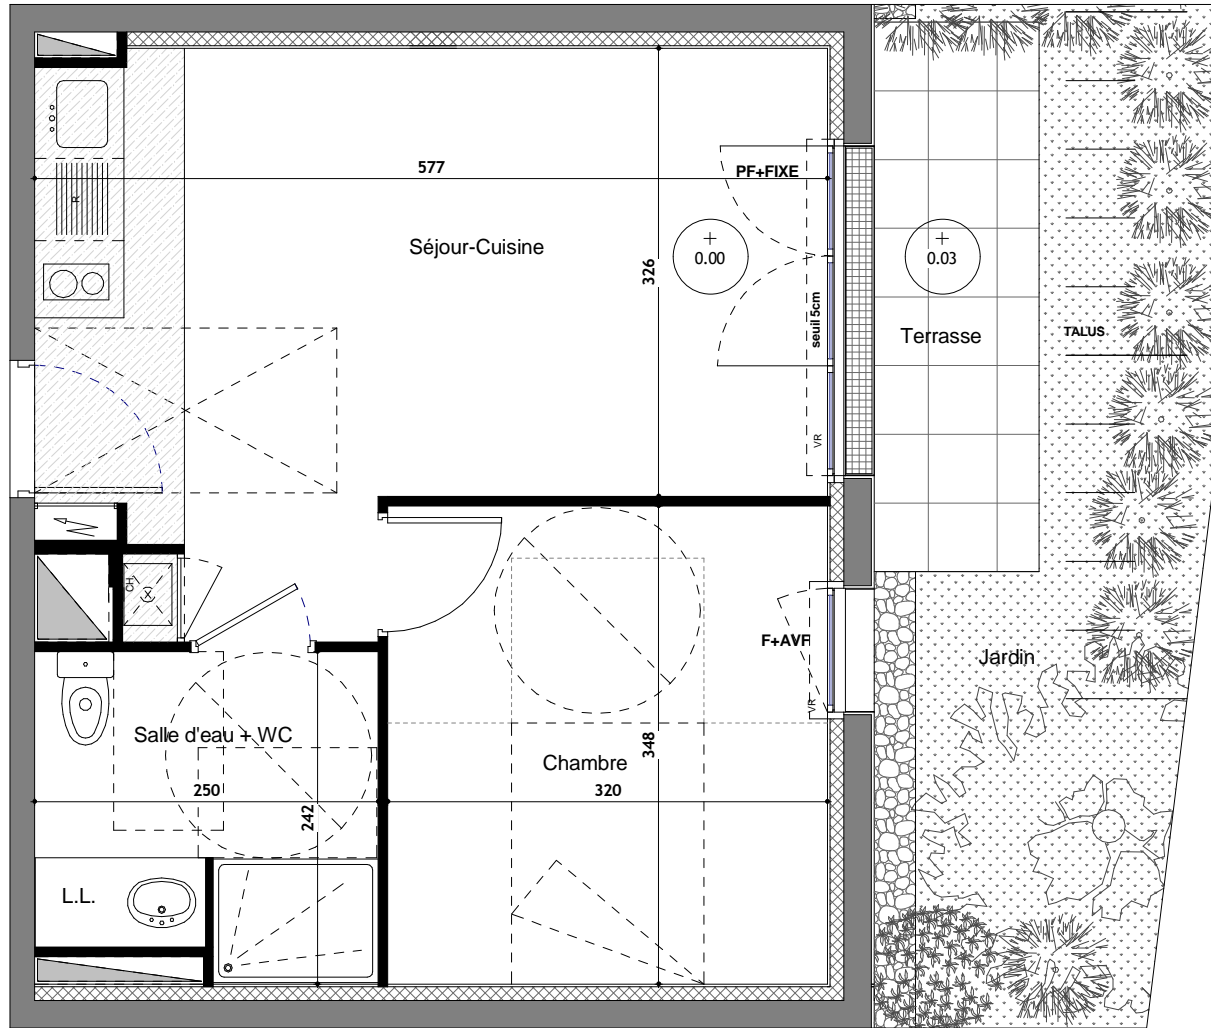 577
PF+FIXE
R
Séjour-Cuisine
326
0.00
0.03
seuil 5cm
Terrasse
TALUS
VR
CH.
F+AVF
Jardin
VR
Salle d'eau + WC
348
Chambre
250
320
242
L.L.